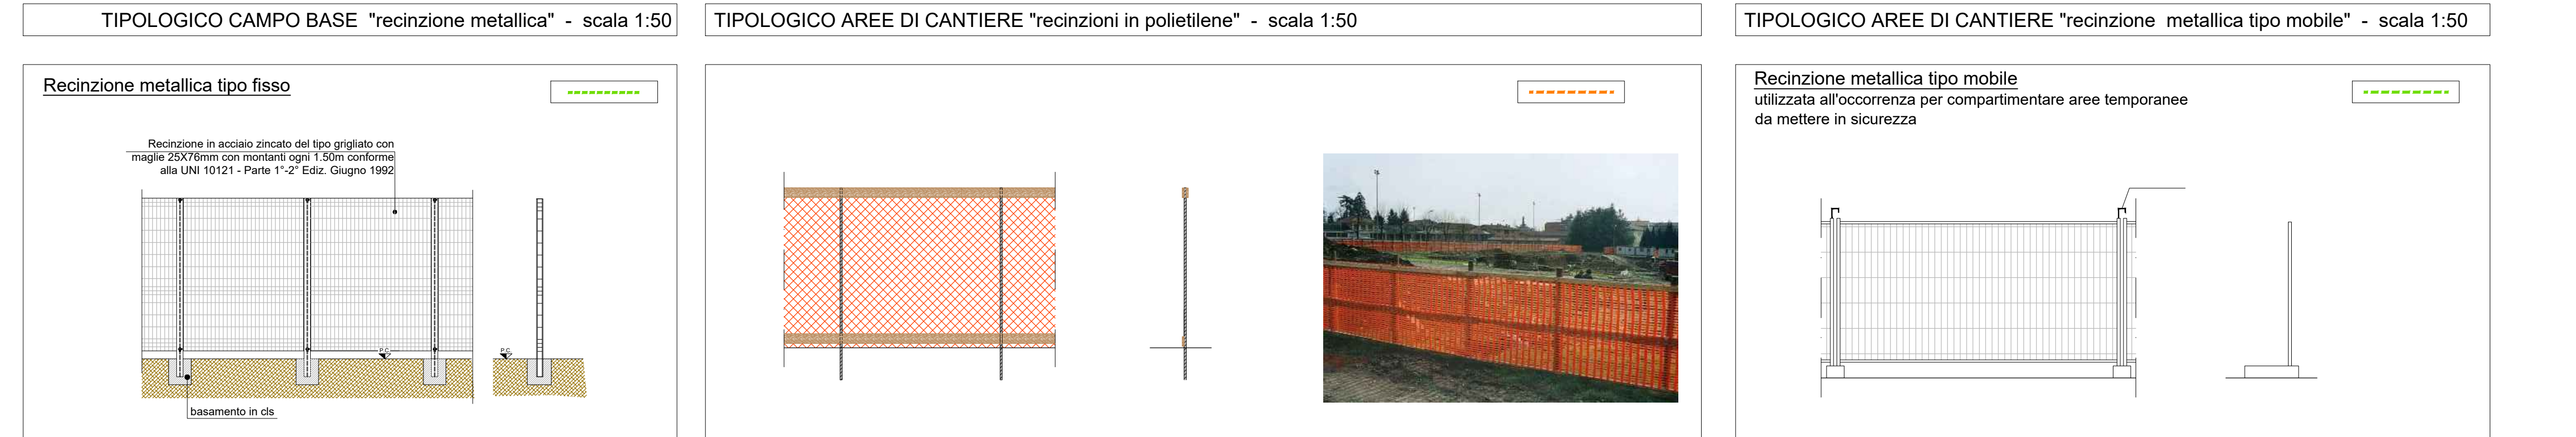 TIPOLOGICO CAMPO BASE "recinzione metallica" - scala 1:50
Recinzione metallica tipo fisso
Recinzione in acciaio zincato del tipo grigliato con
maglie 25X76mm con montanti ogni 1.50m conforme
alla UNI 10121 - Parte 1°-2° Ediz. Giugno 1992
P.C.
P.C.
basamento in cls
TIPOLOGICO AREE DI CANTIERE "recinzioni in polietilene" - scala 1:50
TIPOLOGICO AREE DI CANTIERE "recinzione metallica tipo mobile" - scala 1:50
Recinzione metallica tipo mobile
utilizzata all'occorrenza per compartimentare aree temporanee
da mettere in sicurezza